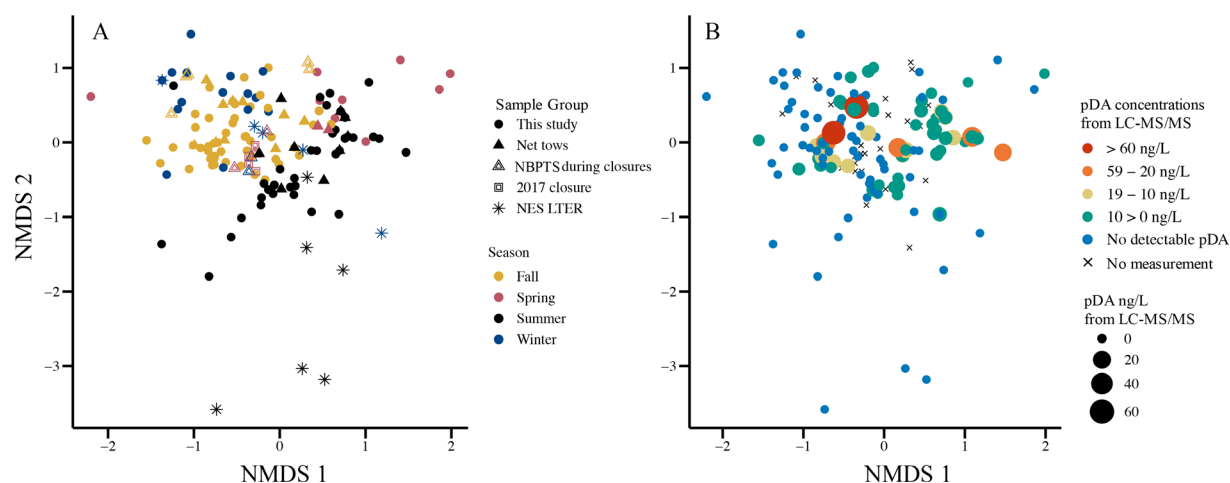 A
NMDS 2
1
0
−1
−2
−3
−2
−1
0
1
2
NMDS 1
Sample Group
This study
Net tows
NBPTS during closures
2017 closure
NES LTER
Season
Fall
Spring
Summer
Winter
B
1
0
−1
−2
−3
−2
−1
0
1
2
NMDS 1
pDA concentrations
from LC-MS/MS
> 60 ng/L
59 – 20 ng/L
19 – 10 ng/L
10 > 0 ng/L
No detectable pDA
No measurement
pDA ng/L
from LC-MS/MS
0
20
40
60